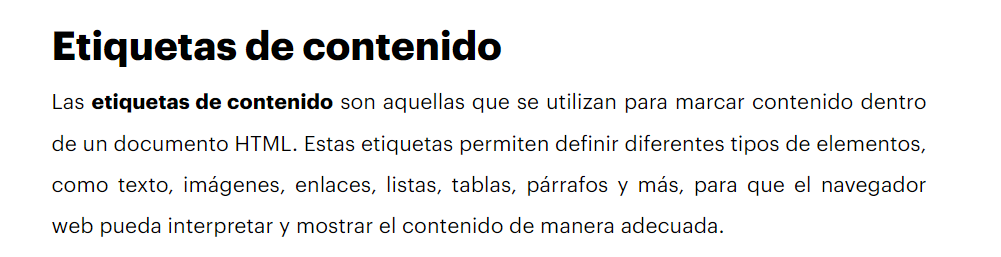 Etiquetas de contenido
Las etiquetas de contenido son aquellas que se utilizan para marcar contenido dentro
de un documento HTML. Estas etiquetas permiten definir diferentes tipos de elementos,
como texto, imágenes, enlaces, listas, tablas, párrafos y más, para que el navegador
web pueda interpretar y mostrar el contenido de manera adecuada.